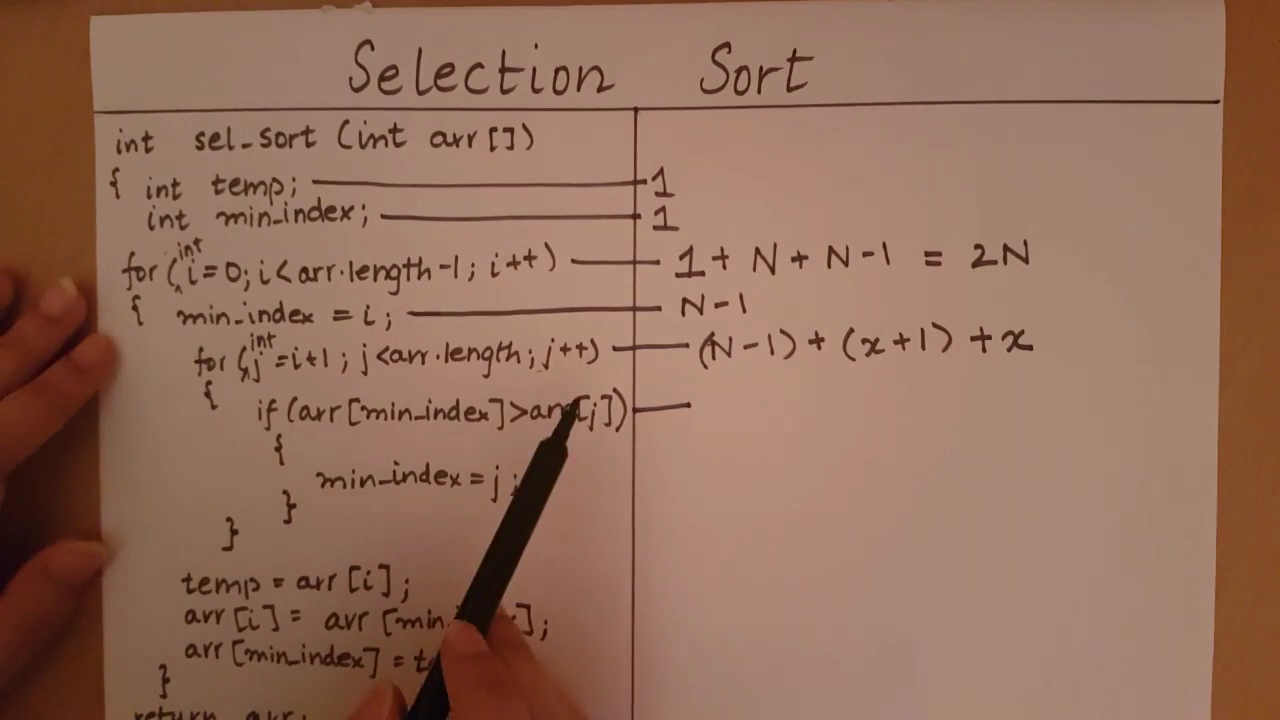 Selection Sort
int sel_sort (int arr[])
{ int temp; 1
int min_index; 1
for (int i=0; i<arr.length-1; i++) 1 + N + N-1 = 2N
{ min_index = i; N-1
for (int j=i+1; j<arr.length; j++) (N-1) + (x+1) + x
{
if (arr[min_index]>arr[j])
{
min_index = j;
}
}
temp = arr[i];
arr[i] =
arr[min_index] =
}
return arr;